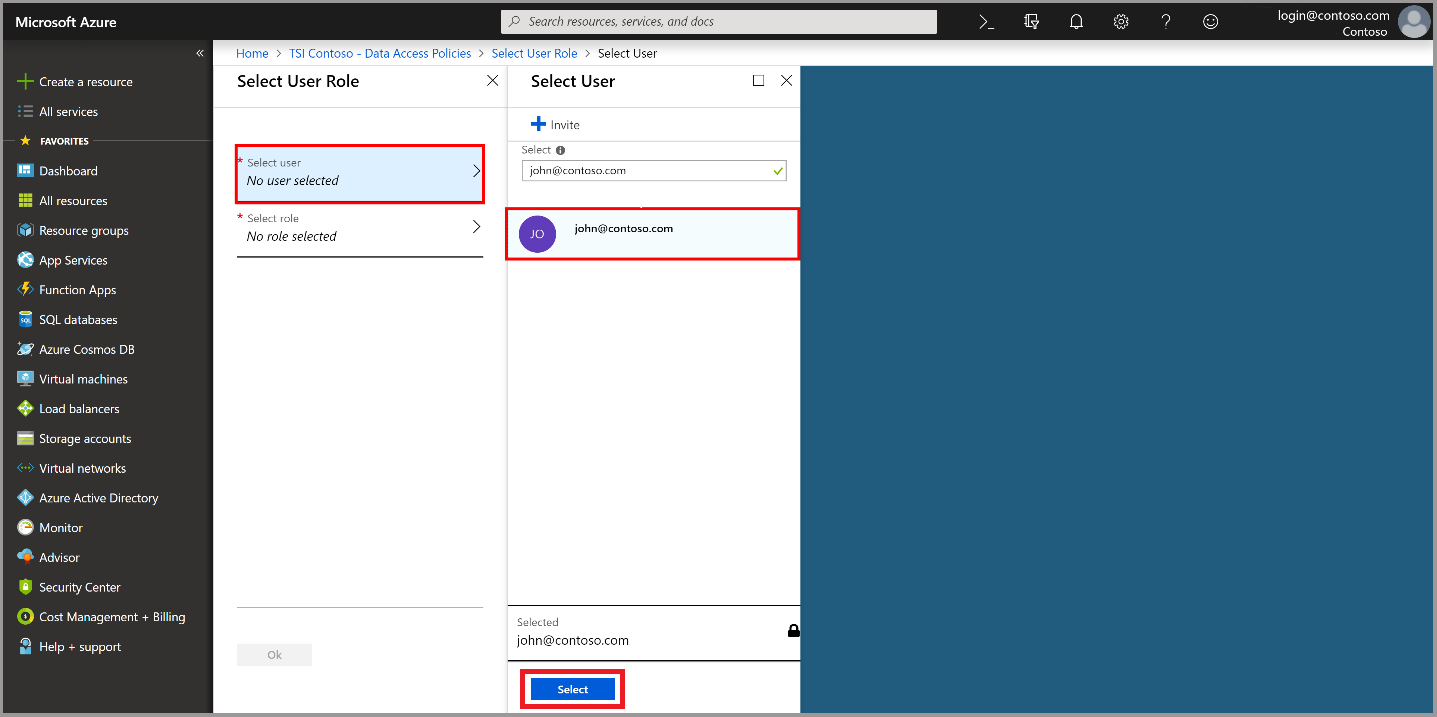 Microsoft Azure
Search resources, services, and docs
login@contoso.com
Contoso
Home > TSI Contoso - Data Access Policies > Select User Role > Select User
Create a resource
All services
FAVORITES
Dashboard
All resources
Resource groups
App Services
Function Apps
SQL databases
Azure Cosmos DB
Virtual machines
Load balancers
Storage accounts
Virtual networks
Azure Active Directory
Monitor
Advisor
Security Center
Cost Management + Billing
Help + support
Select User Role
* Select user
No user selected
* Select role
No role selected
Ok
Select User
Invite
Select
john@contoso.com
JO
john@contoso.com
Selected
john@contoso.com
Select